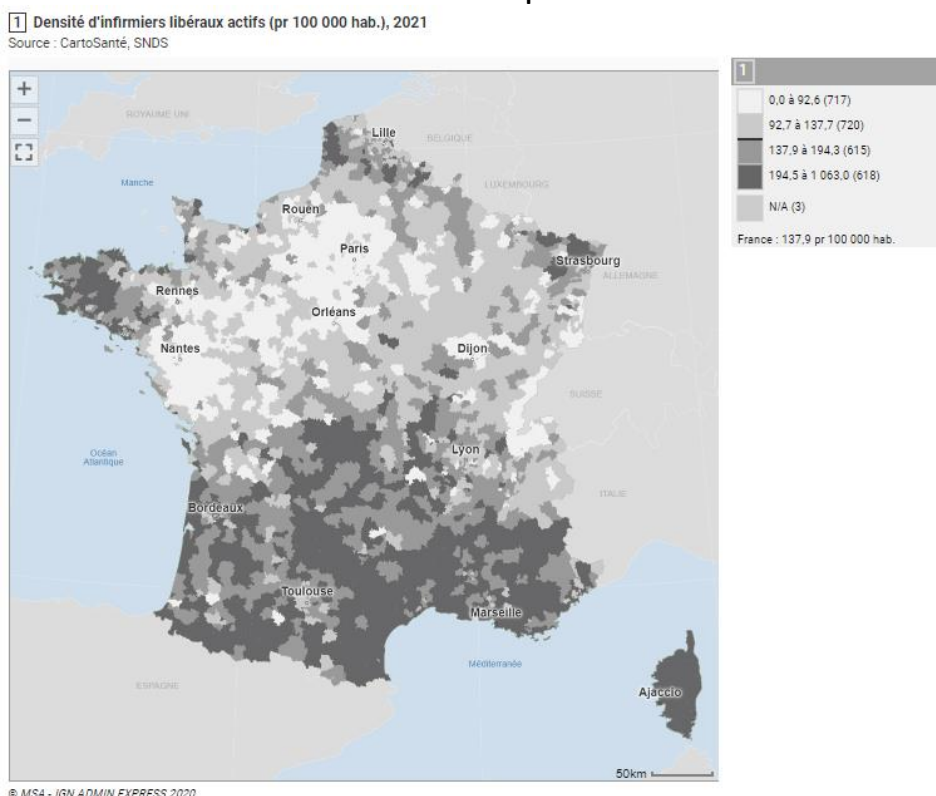 1 Densité d'infirmiers libéraux actifs (pr 100 000 hab.), 2021
Source : CartoSanté, SNDS
+
−
1
0,0 à 92,6 (717)
92,7 à 137,7 (720)
137,9 à 194,3 (615)
194,5 à 1 063,0 (618)
N/A (3)
France : 137,9 pr 100 000 hab.
ROYAUME UNI
Lille
BELGIQUE
Manche
LUXEMBOURG
Rouen
Paris
Strasbourg
ALLEMAGNE
Rennes
Orléans
Nantes
Dijon
SUISSE
Océan
Atlantique
Lyon
ITALIE
Bordeaux
Toulouse
Marseille
Méditerranée
ESPAGNE
Ajaccio
50km
© MSA - IGN ADMIN EXPRESS 2020